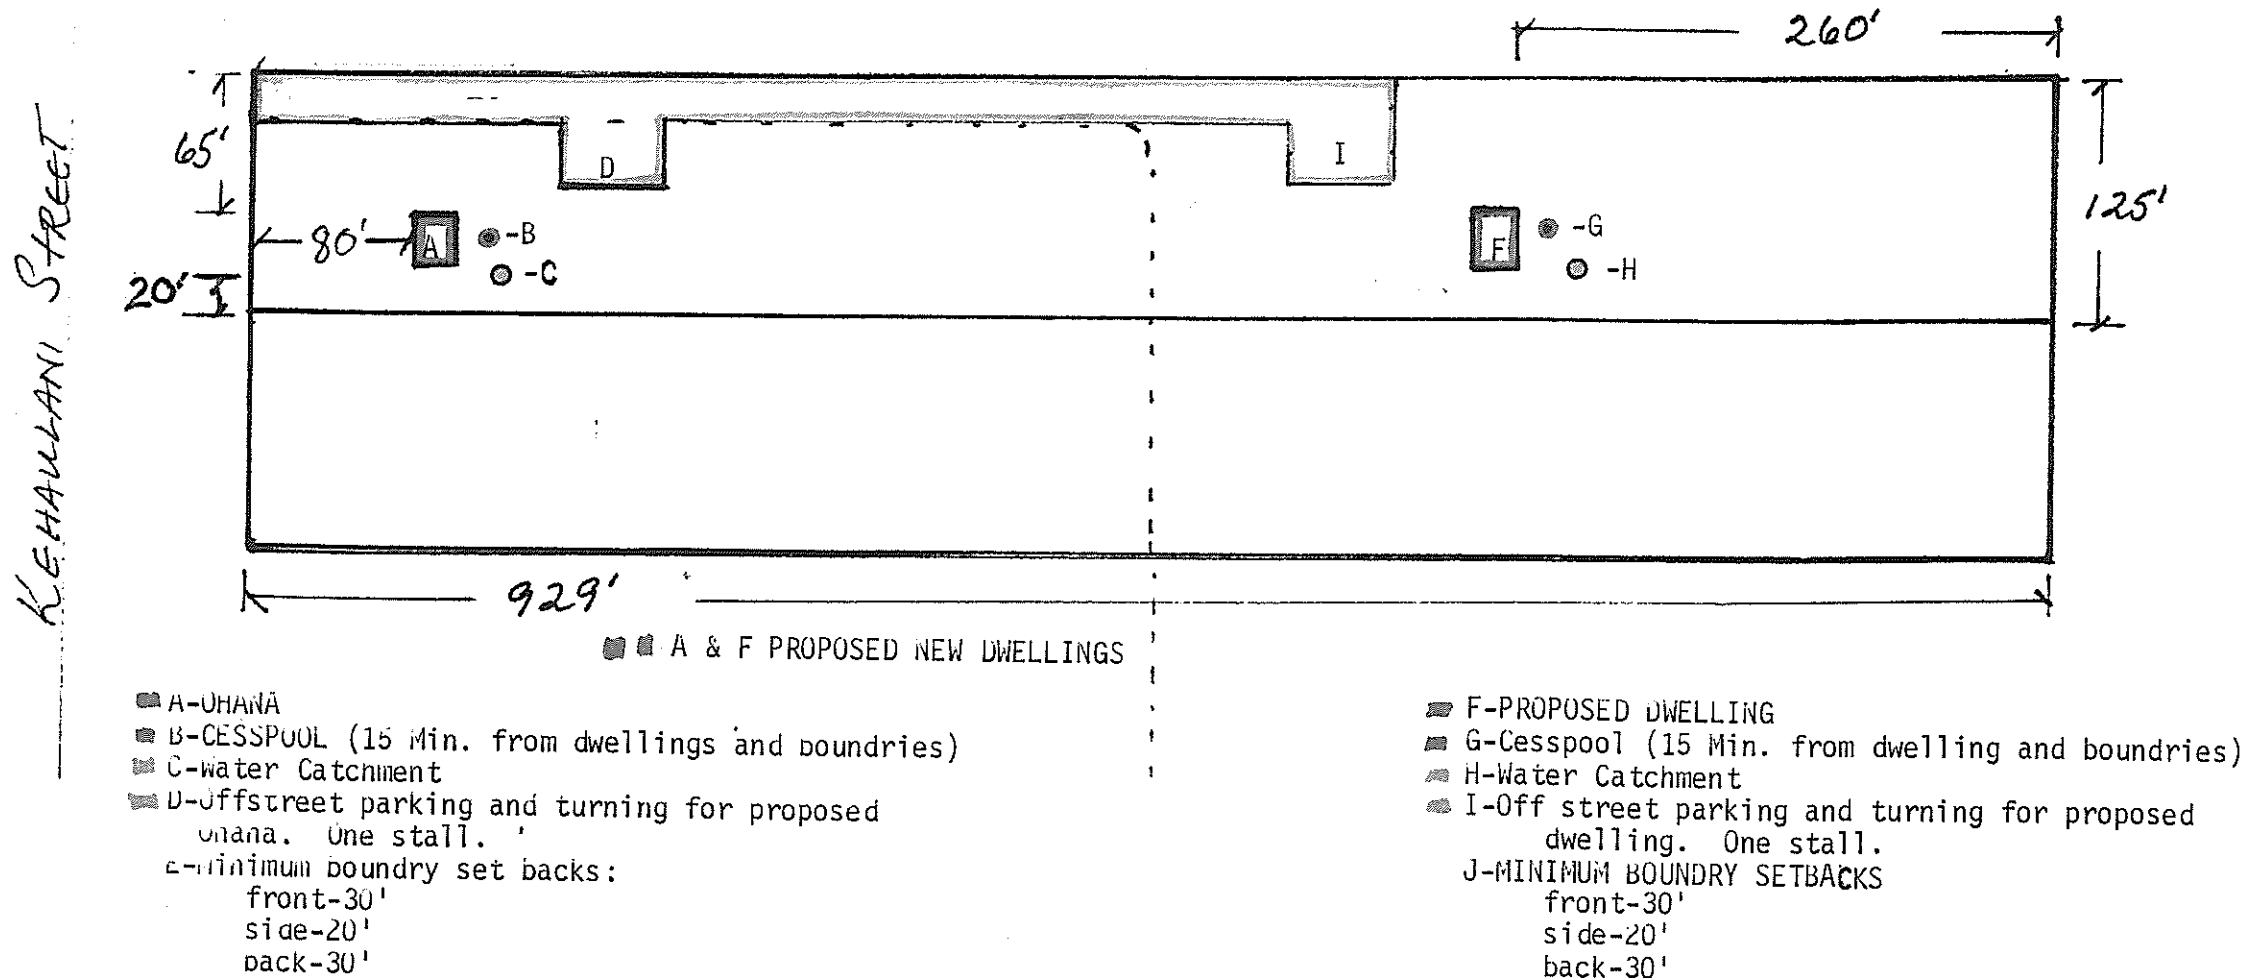 260'
65'
D
I
125'
80'
A
-B
-C
F
-G
-H
20'
KEHAULANI STREET
929'
A & F PROPOSED NEW DWELLINGS
A-OHANA
B-CESSPOOL (15 Min. from dwellings and boundries)
C-Water Catchment
D-Offstreet parking and turning for proposed
Ohana. One stall.
E-Minimum boundry set backs:
front-30'
side-20'
back-30'
F-PROPOSED DWELLING
G-Cesspool (15 Min. from dwelling and boundries)
H-Water Catchment
I-Off street parking and turning for proposed
dwelling. One stall.
J-MINIMUM BOUNDRY SETBACKS
front-30'
side-20'
back-30'